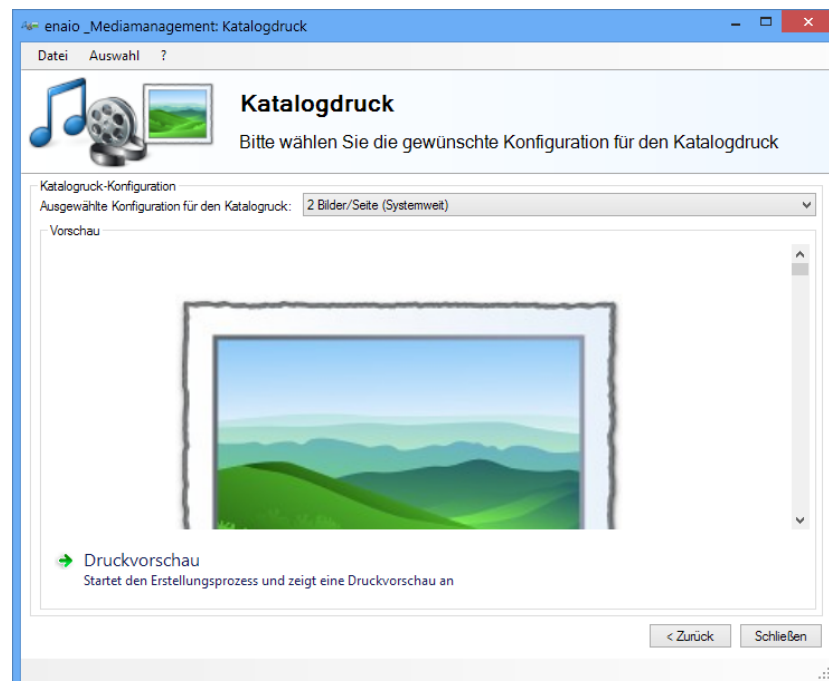 enaio _Mediamanagement: Katalogdruck
Datei Auswahl ?
Katalogdruck
Bitte wählen Sie die gewünschte Konfiguration für den Katalogdruck
Katalogruck-Konfiguration
Ausgewählte Konfiguration für den Katalogruck: 2 Bilder/Seite (Systemweit)
Vorschau
Druckvorschau
Startet den Erstellungsprozess und zeigt eine Druckvorschau an
< Zurück Schließen